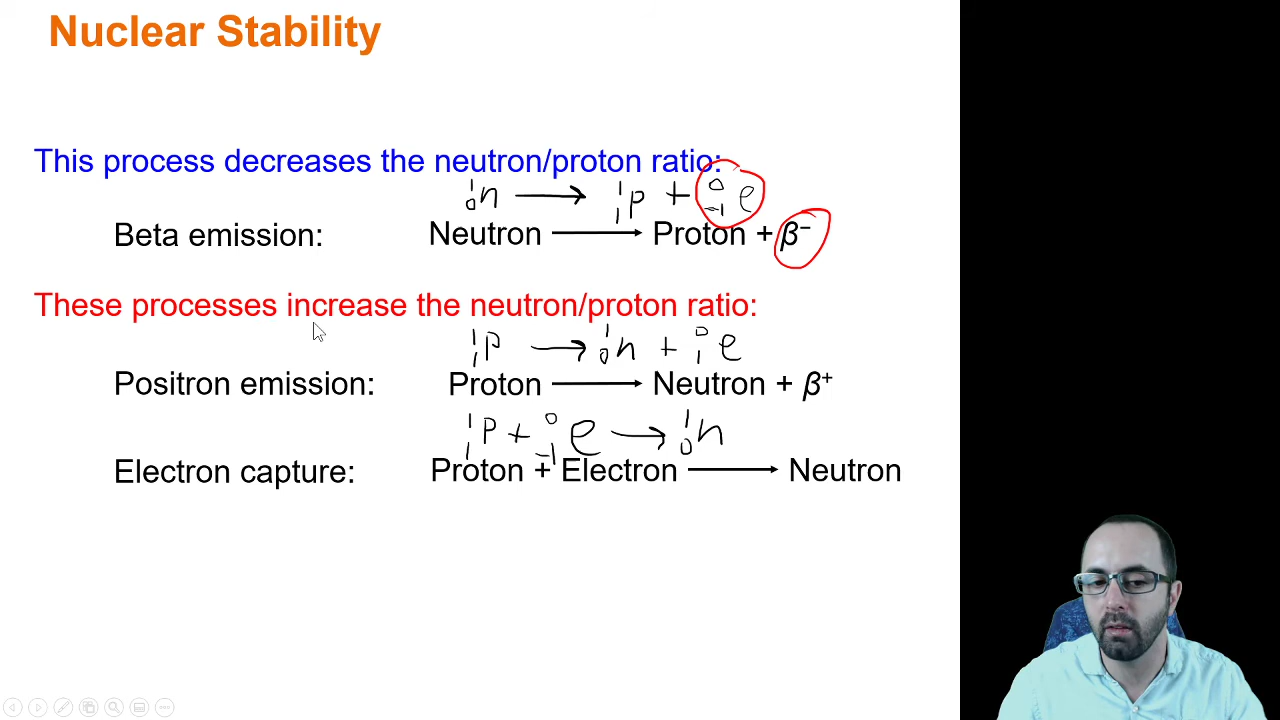 Nuclear Stability
This process decreases the neutron/proton ratio:
¹₀n ⟶ ¹₁p + ⁰₋₁e
Beta emission: Neutron ⟶ Proton + β⁻
These processes increase the neutron/proton ratio:
¹₁p ⟶ ¹₀n + ⁰₁e
Positron emission: Proton ⟶ Neutron + β⁺
¹₁p + ⁰₋₁e ⟶ ¹₀n
Electron capture: Proton + Electron ⟶ Neutron